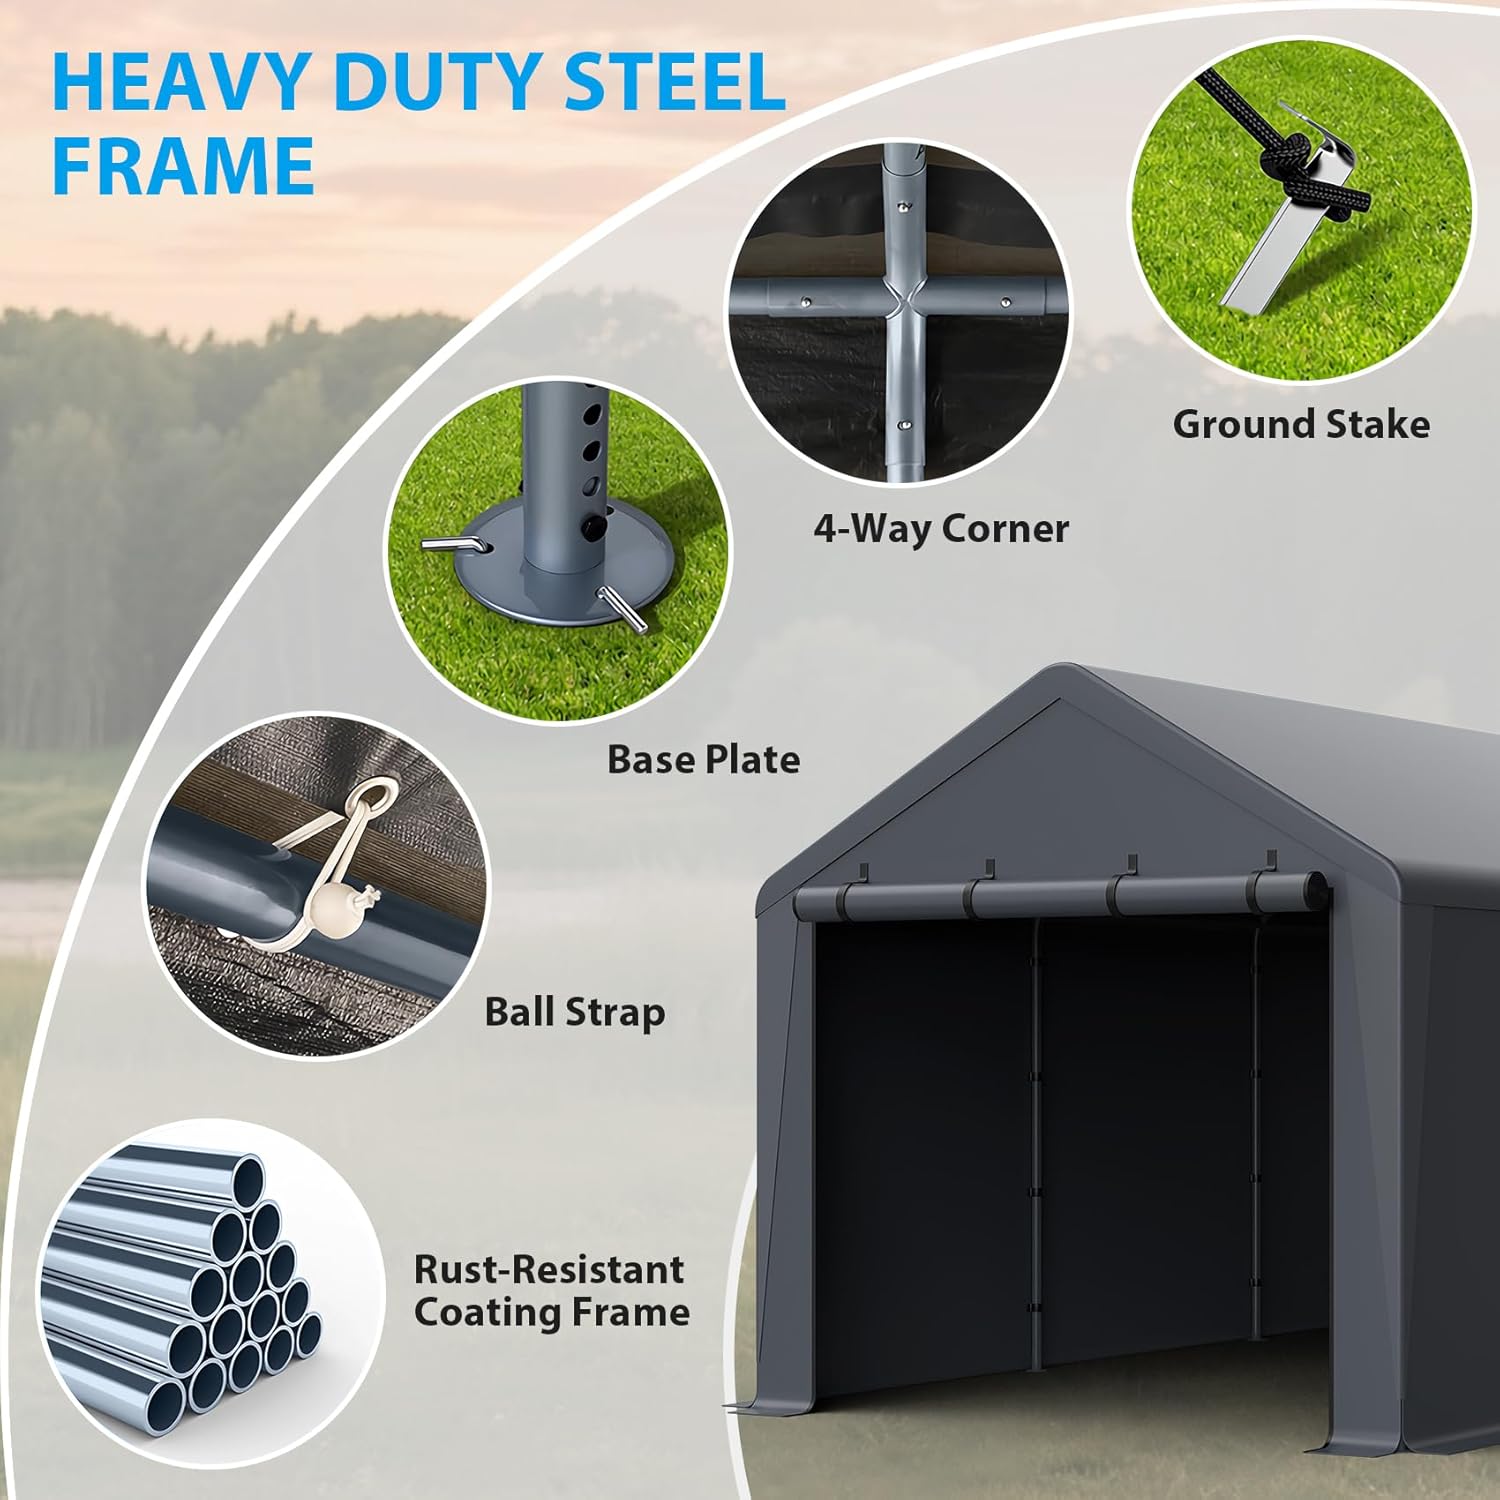 HEAVY DUTY STEEL
FRAME
Ground Stake
4-Way Corner
Base Plate
Ball Strap
Rust-Resistant
Coating Frame